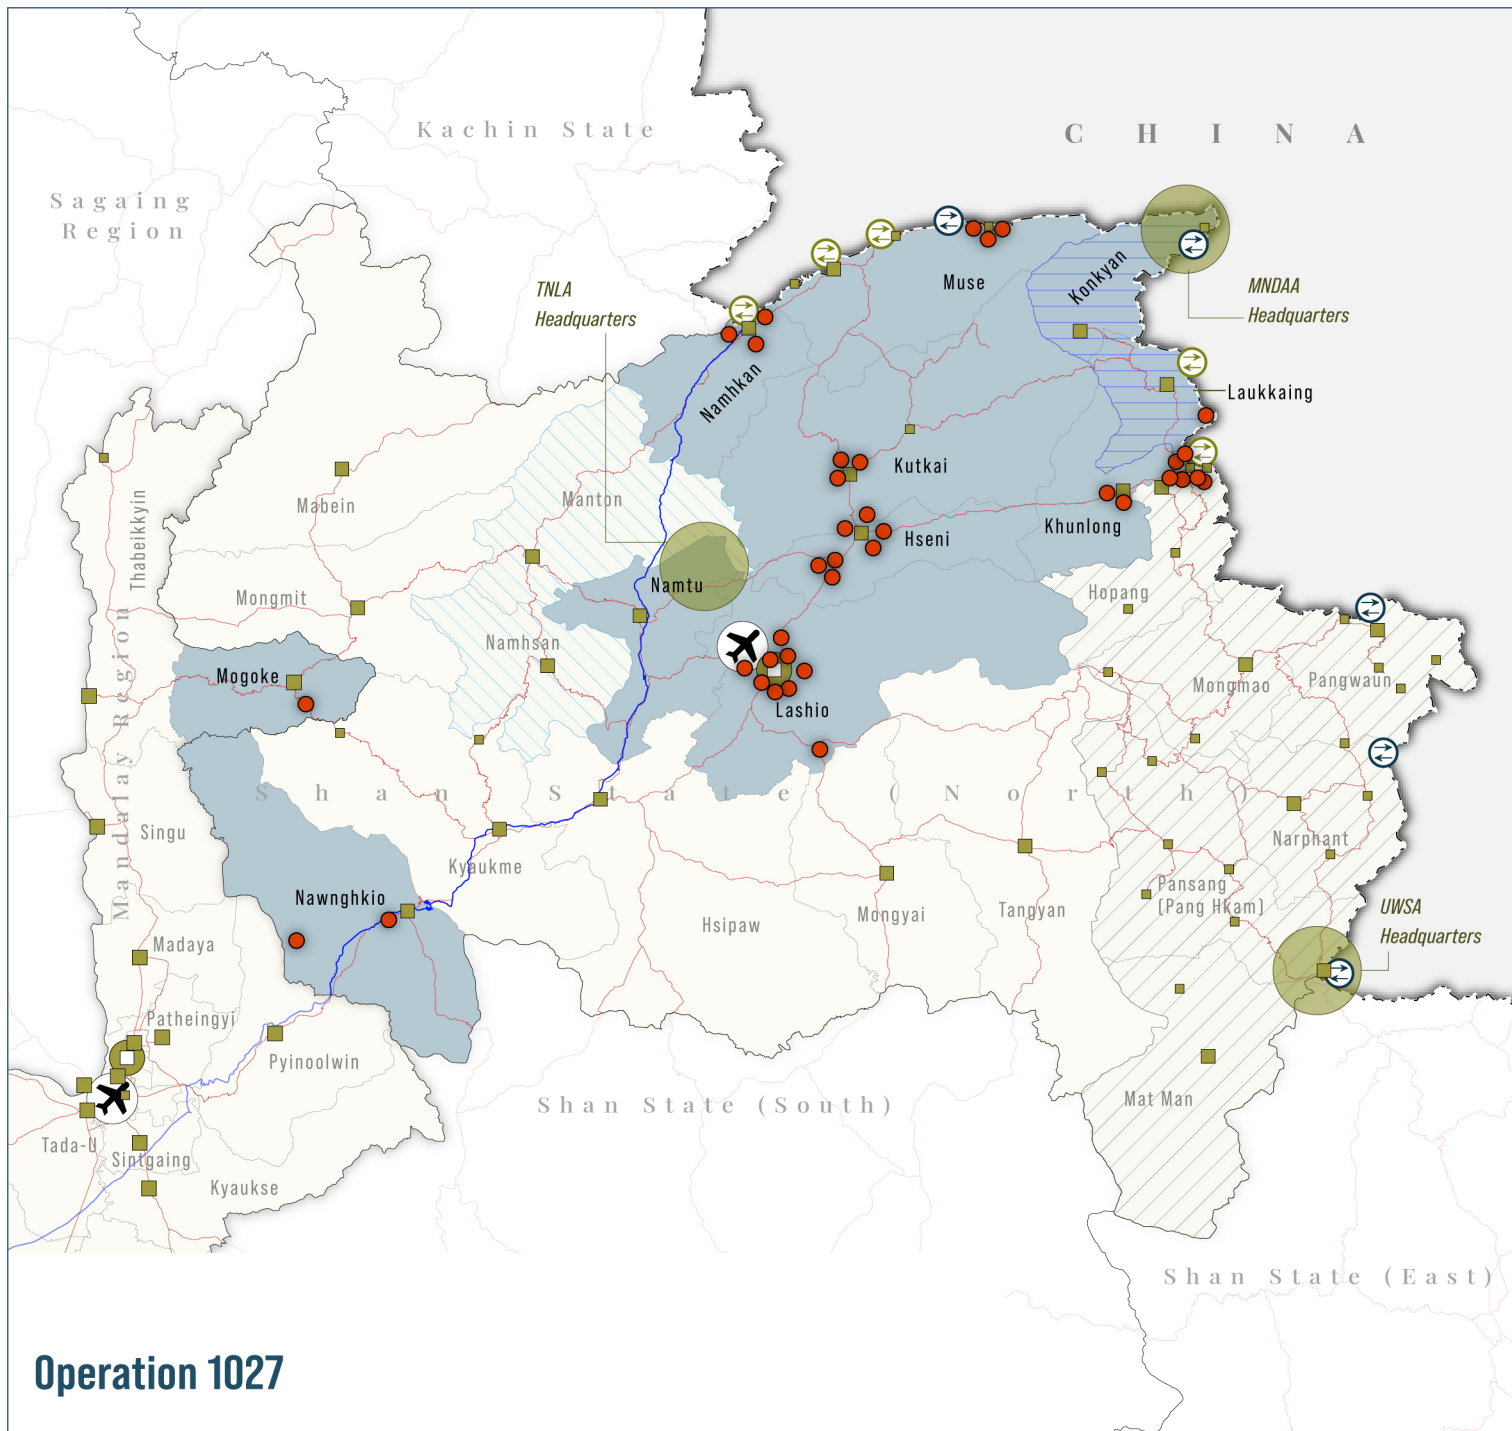 Kachin State
C H I N A
Sagaing
Region
TNLA
Headquarters
Muse
Konkyan
MNDAA
Headquarters
Namhkan
Laukkaing
Kutkai
Thabeikkyin
Mabein
Manton
Khunlong
Hseni
Mongmit
Namtu
Hopang
Namhsan
Mogoke
Mongmao
Pangwaun
Lashio
Shan State (North)
Mandalay Region
Singu
Narphant
Kyaukme
Pansang
[Pang Hkam]
Nawnghkio
Hsipaw
Mongyai
Tangyan
UWSA
Headquarters
Madaya
Patheingyi
Pyinoolwin
Mat Man
Shan State (South)
Tada-U
Sintgaing
Kyaukse
Shan State (East)
Operation 1027